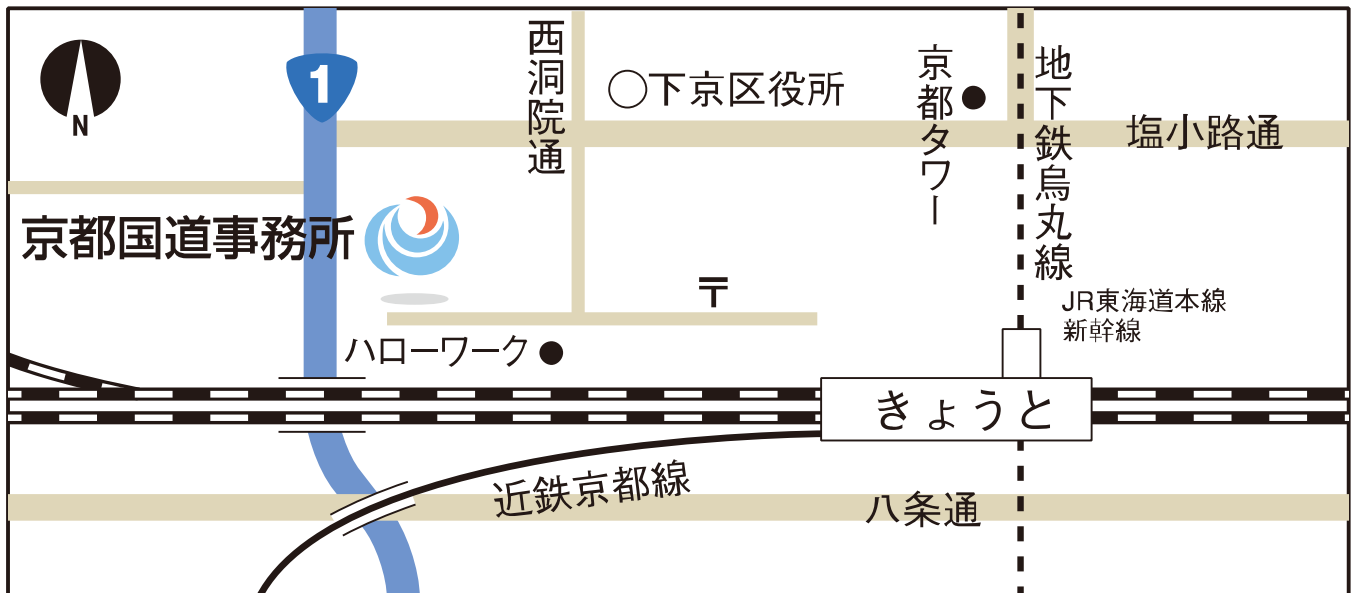 N
1
西洞院通
下京区役所
京都タワー
地下鉄烏丸線
塩小路通
京都国道事務所
〒
JR東海道本線
新幹線
ハローワーク
きょうと
近鉄京都線
八条通